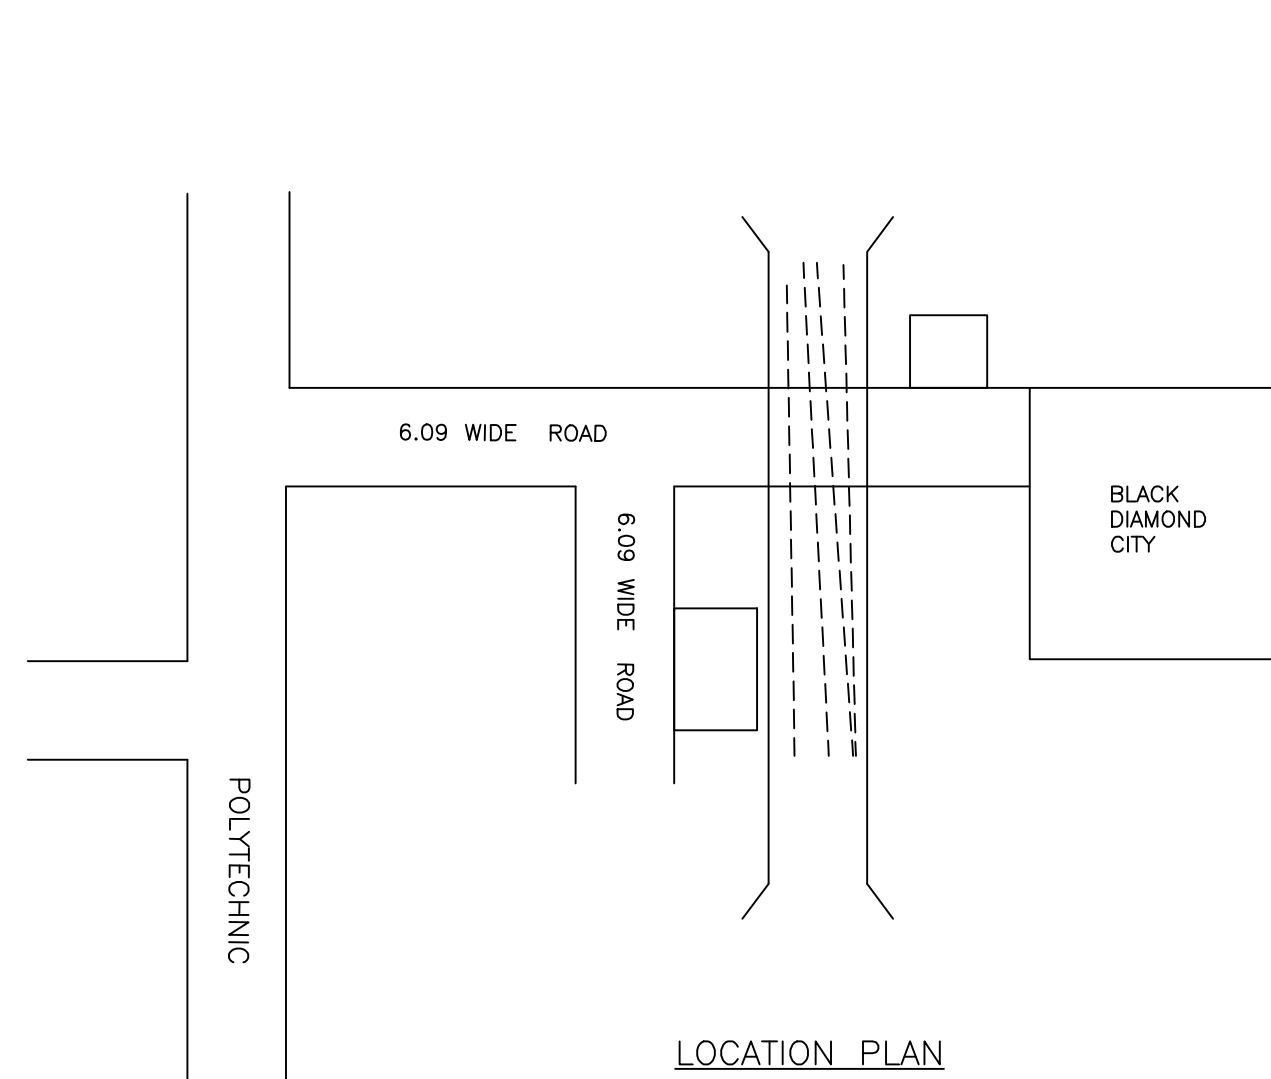 6.09 WIDE ROAD
6.09 WIDE ROAD
BLACK
DIAMOND
CITY
POLYTECHNIC
LOCATION PLAN